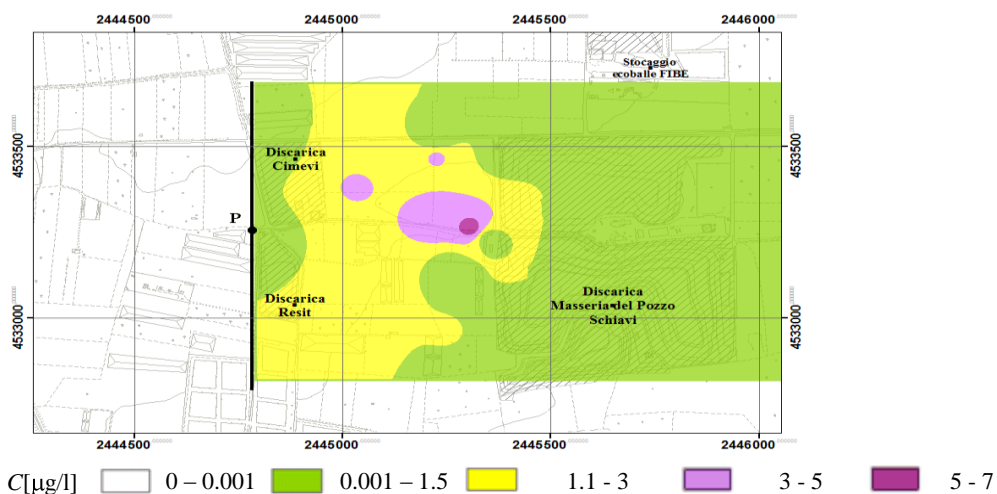 2444500 2445000 2445500 2446000
Stocaggio
ecoballe FIBE
4533500 4533500
Discarica
Cimevi
P
Discarica
Resit
Discarica
Masseria del Pozzo
Schiavi
4533000 4533000
2444500 2445000 2445500 2446000
C[µg/l] 0 – 0.001 0.001 – 1.5 1.1 - 3 3 - 5 5 - 7